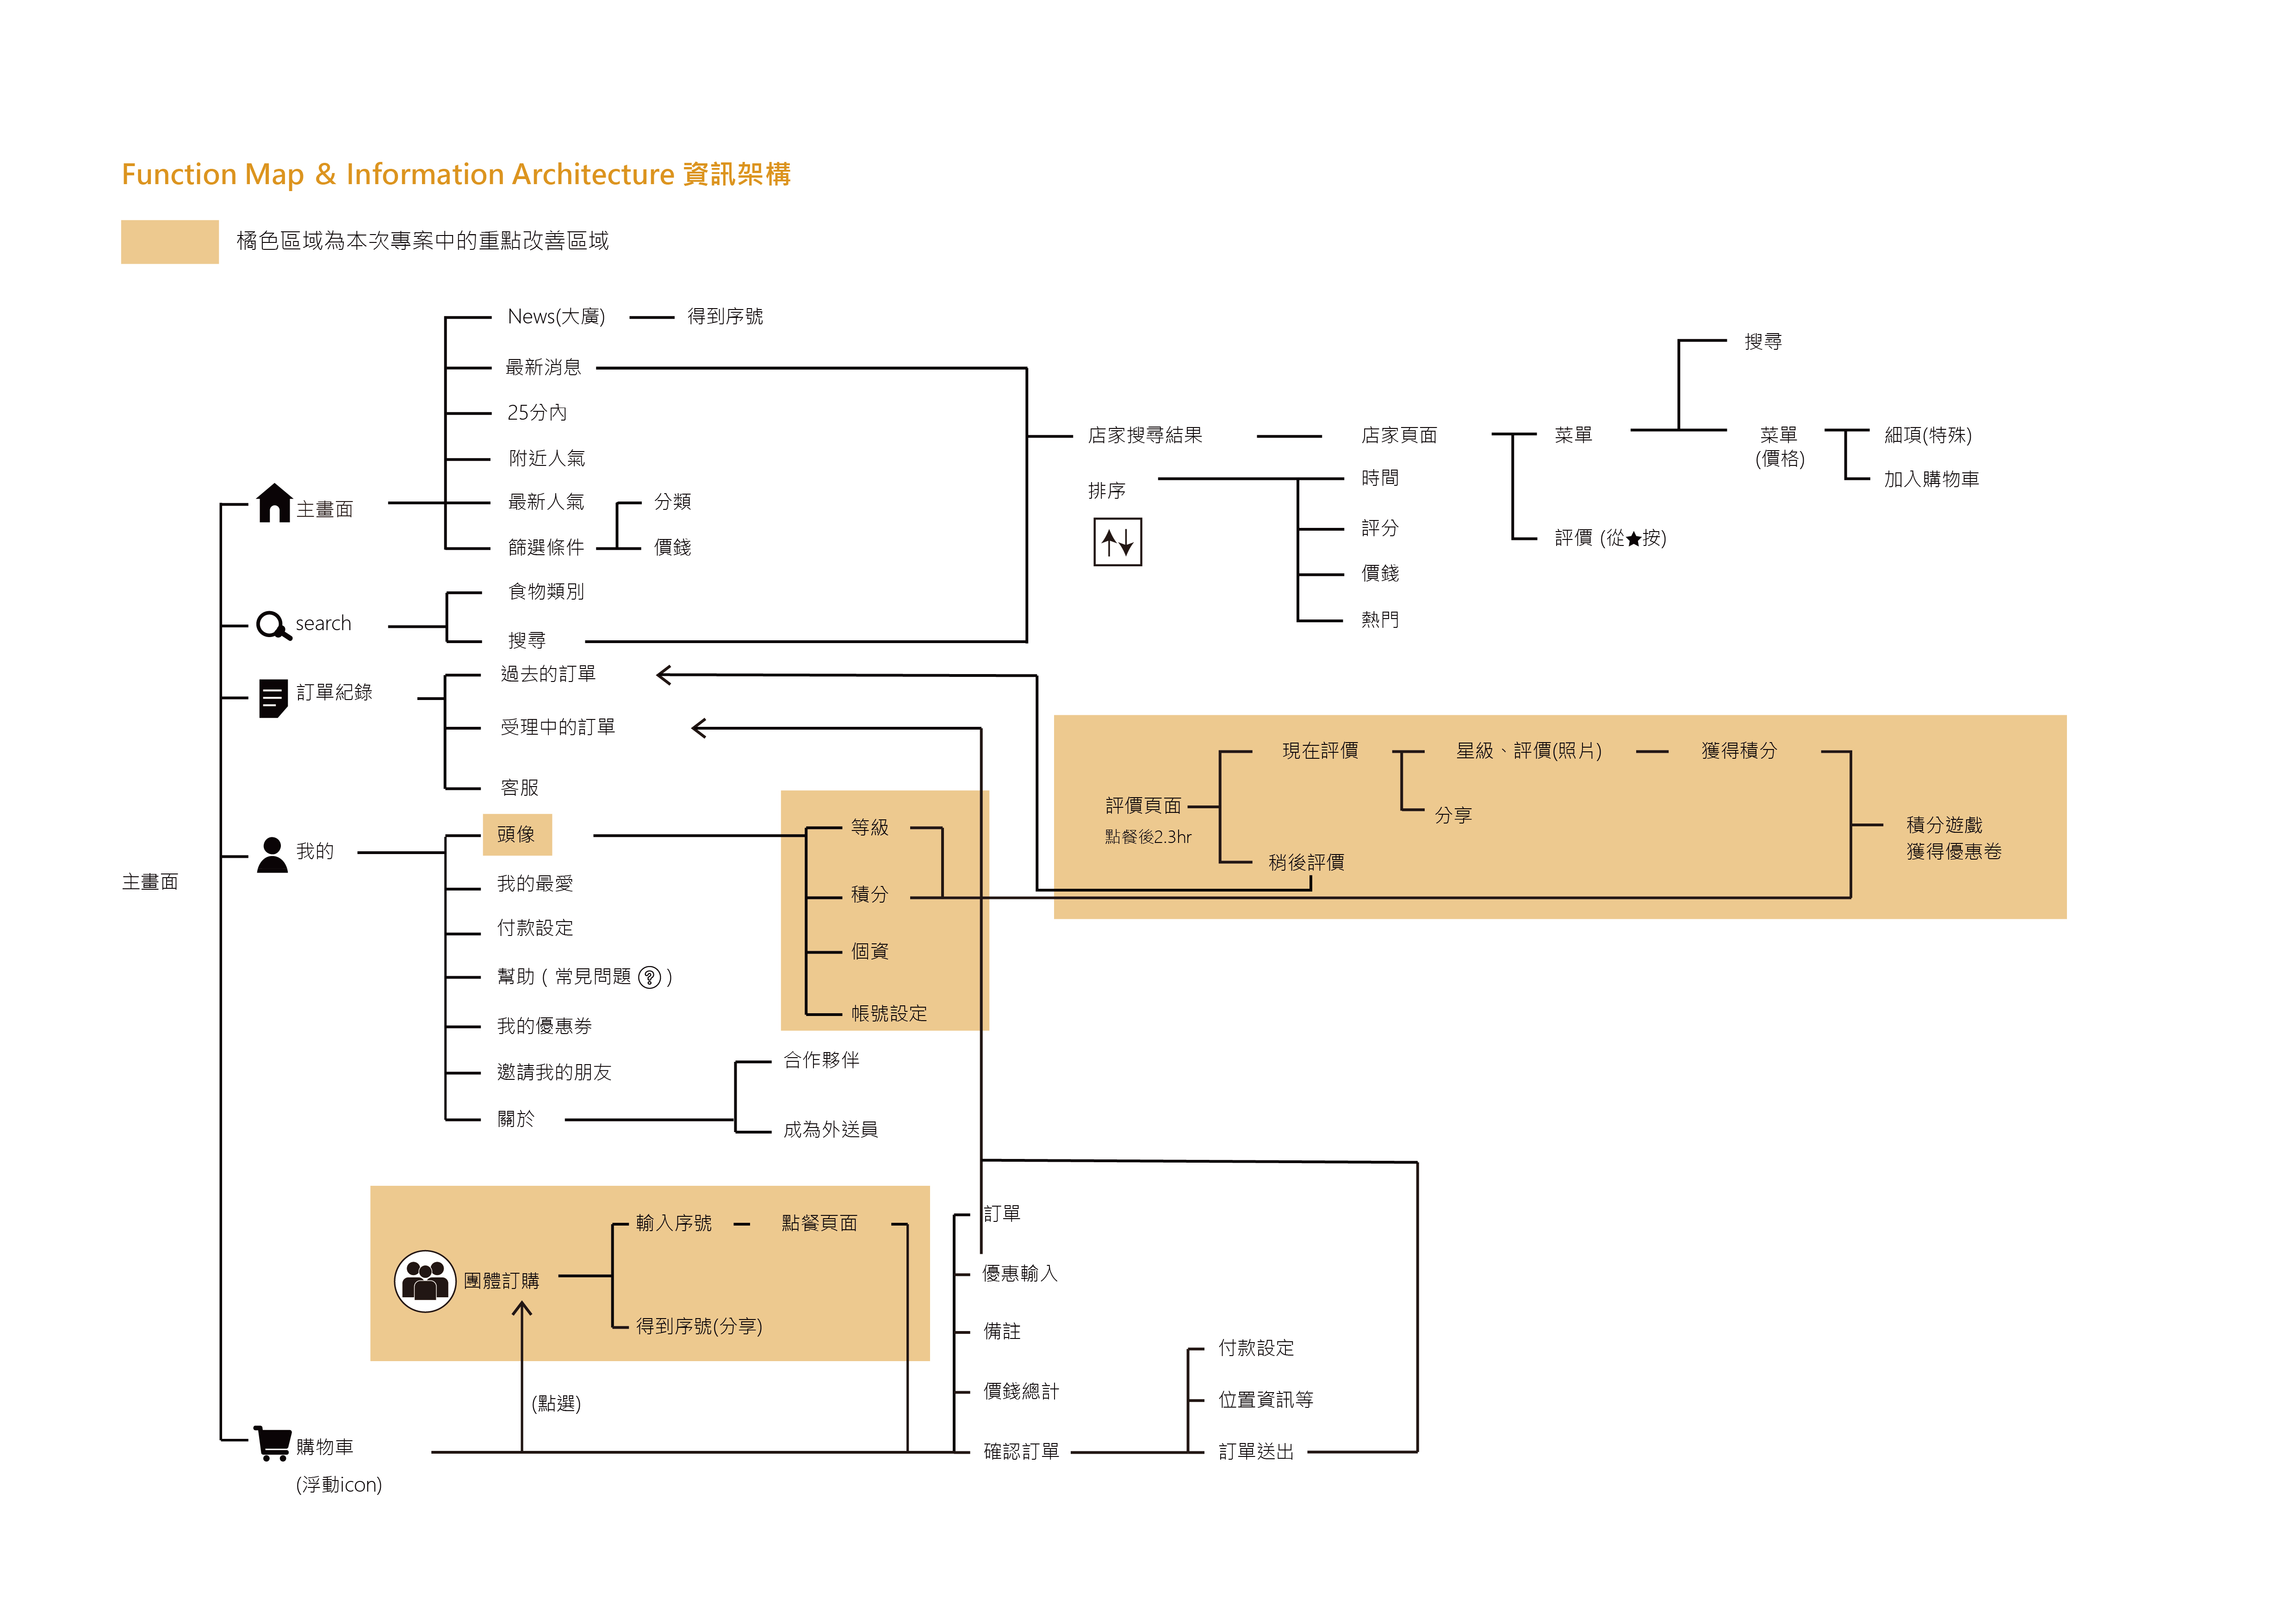 Function Map & Information Architecture 資訊架構
橘色區域為本次專案中的重點改善區域
主畫面
主畫面
News(大廣)
得到序號
最新消息
25分內
附近人氣
最新人氣
篩選條件
分類
價錢
search
食物類別
搜尋
店家搜尋結果
排序
店家頁面
時間
評分
價錢
熱門
菜單
評價 (從★按)
搜尋
菜單
(價格)
細項(特殊)
加入購物車
訂單紀錄
過去的訂單
受理中的訂單
客服
我的
頭像
我的最愛
付款設定
幫助 ( 常見問題 ? )
我的優惠券
邀請我的朋友
關於
等級
積分
個資
帳號設定
合作夥伴
成為外送員
評價頁面
點餐後2.3hr
現在評價
稍後評價
星級、評價(照片)
分享
獲得積分
積分遊戲
獲得優惠卷
團體訂購
輸入序號
點餐頁面
得到序號(分享)
(點選)
購物車
(浮動icon)
訂單
優惠輸入
備註
價錢總計
確認訂單
付款設定
位置資訊等
訂單送出